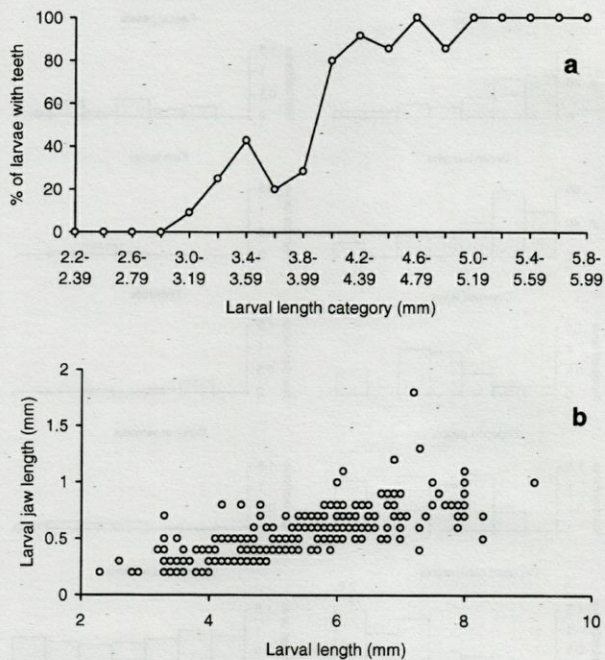 100
80
60
40
20
0
% of larvae with teeth
a
2.2- 2.6- 3.0- 3.4- 3.8- 4.2- 4.6- 5.0- 5.4- 5.8-
2.39 2.79 3.19 3.59 3.99 4.39 4.79 5.19 5.59 5.99
Larval length category (mm)
2
1.5
1
0.5
0
Larval jaw length (mm)
b
2 4 6 8 10
Larval length (mm)